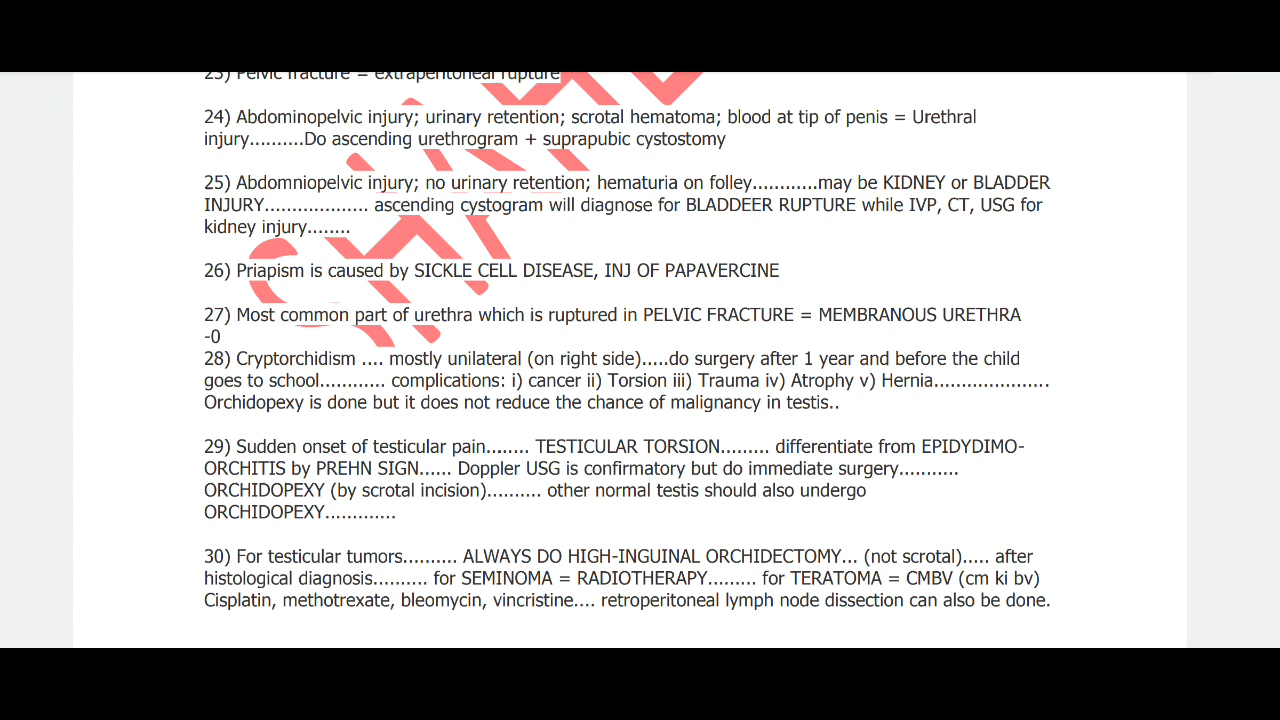 23) Pelvic fracture = extraperitoneal rupture
24) Abdominopelvic injury; urinary retention; scrotal hematoma; blood at tip of penis = Urethral
injury..........Do ascending urethrogram + suprapubic cystostomy
25) Abdomniopelvic injury; no urinary retention; hematuria on folley............may be KIDNEY or BLADDER
INJURY................... ascending cystogram will diagnose for BLADDEER RUPTURE while IVP, CT, USG for
kidney injury........
26) Priapism is caused by SICKLE CELL DISEASE, INJ OF PAPAVERCINE
27) Most common part of urethra which is ruptured in PELVIC FRACTURE = MEMBRANOUS URETHRA
-0
28) Cryptorchidism .... mostly unilateral (on right side).....do surgery after 1 year and before the child
goes to school............ complications: i) cancer ii) Torsion iii) Trauma iv) Atrophy v) Hernia.....................
Orchidopexy is done but it does not reduce the chance of malignancy in testis..
29) Sudden onset of testicular pain........ TESTICULAR TORSION......... differentiate from EPIDYDIMO-
ORCHITIS by PREHN SIGN...... Doppler USG is confirmatory but do immediate surgery...........
ORCHIDOPEXY (by scrotal incision).......... other normal testis should also undergo
ORCHIDOPEXY.............
30) For testicular tumors.......... ALWAYS DO HIGH-INGUINAL ORCHIDECTOMY... (not scrotal)..... after
histological diagnosis.......... for SEMINOMA = RADIOTHERAPY......... for TERATOMA = CMBV (cm ki bv)
Cisplatin, methotrexate, bleomycin, vincristine.... retroperitoneal lymph node dissection can also be done.